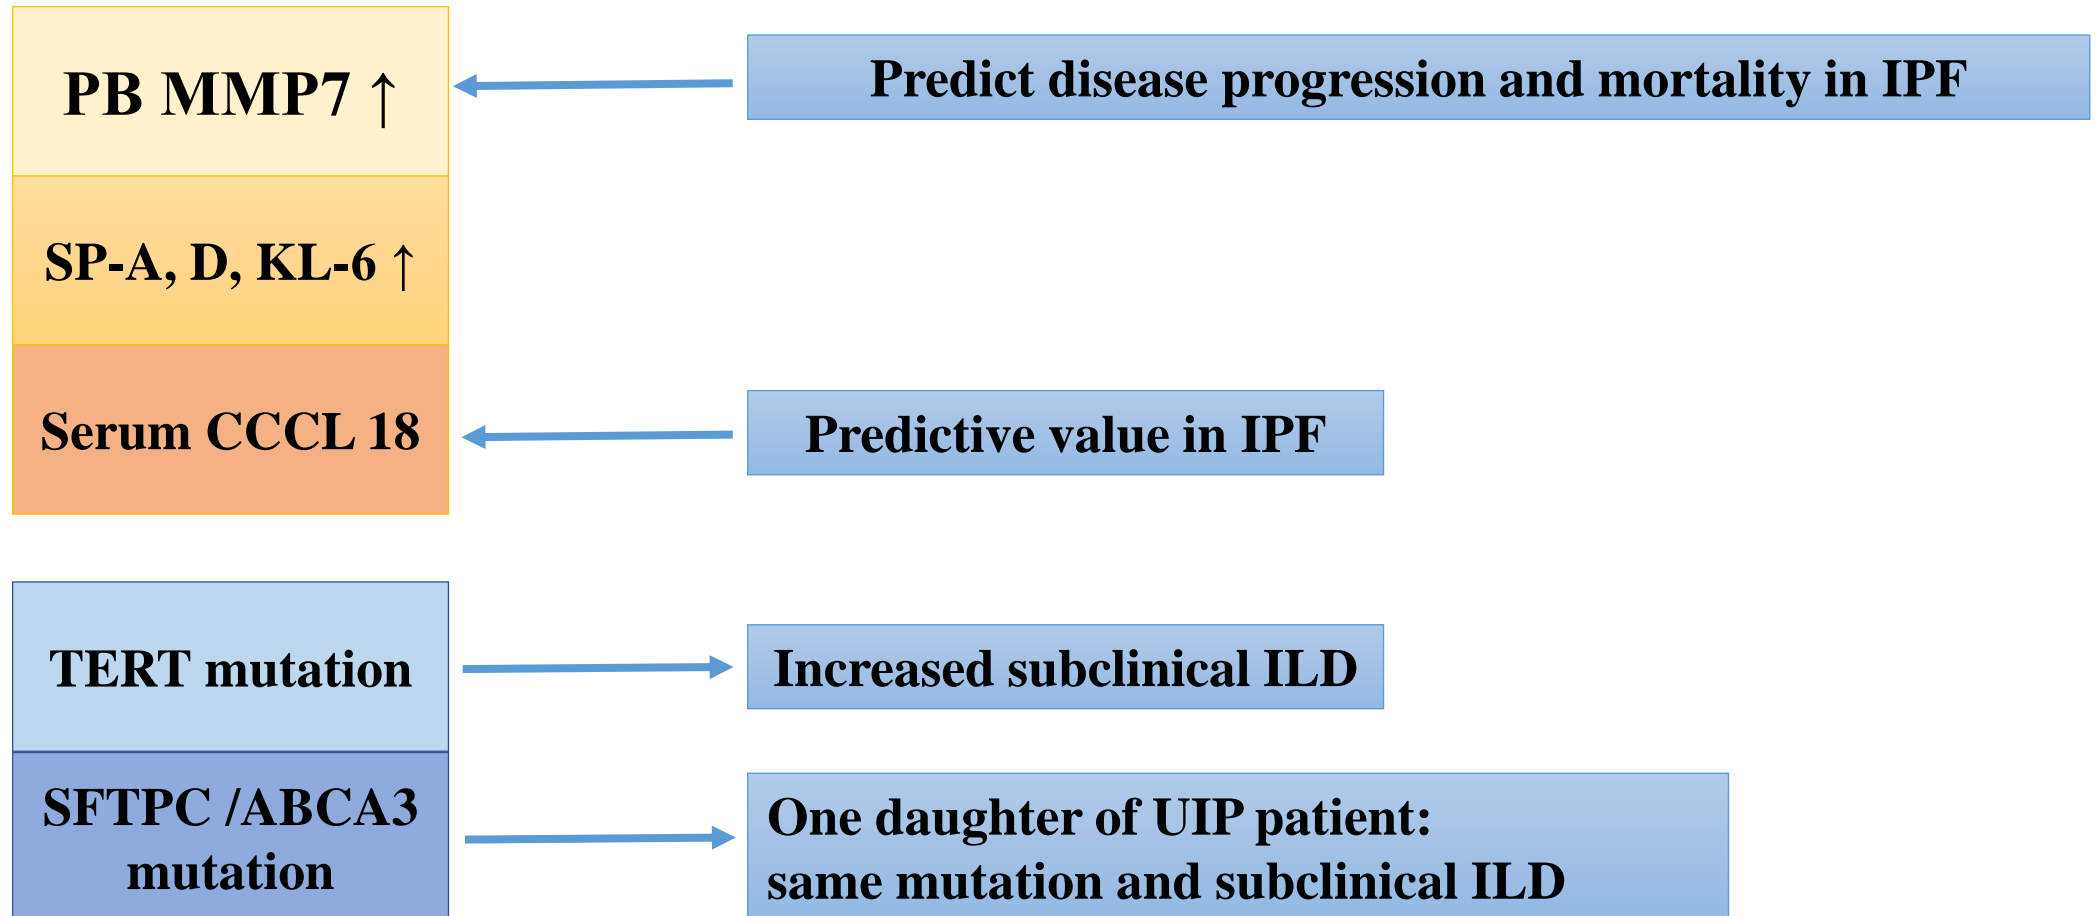 PB MMP7 ↑
Predict disease progression and mortality in IPF
SP-A, D, KL-6 ↑
Serum CCCL 18
Predictive value in IPF
TERT mutation
Increased subclinical ILD
SFTPC /ABCA3
mutation
One daughter of UIP patient:
same mutation and subclinical ILD